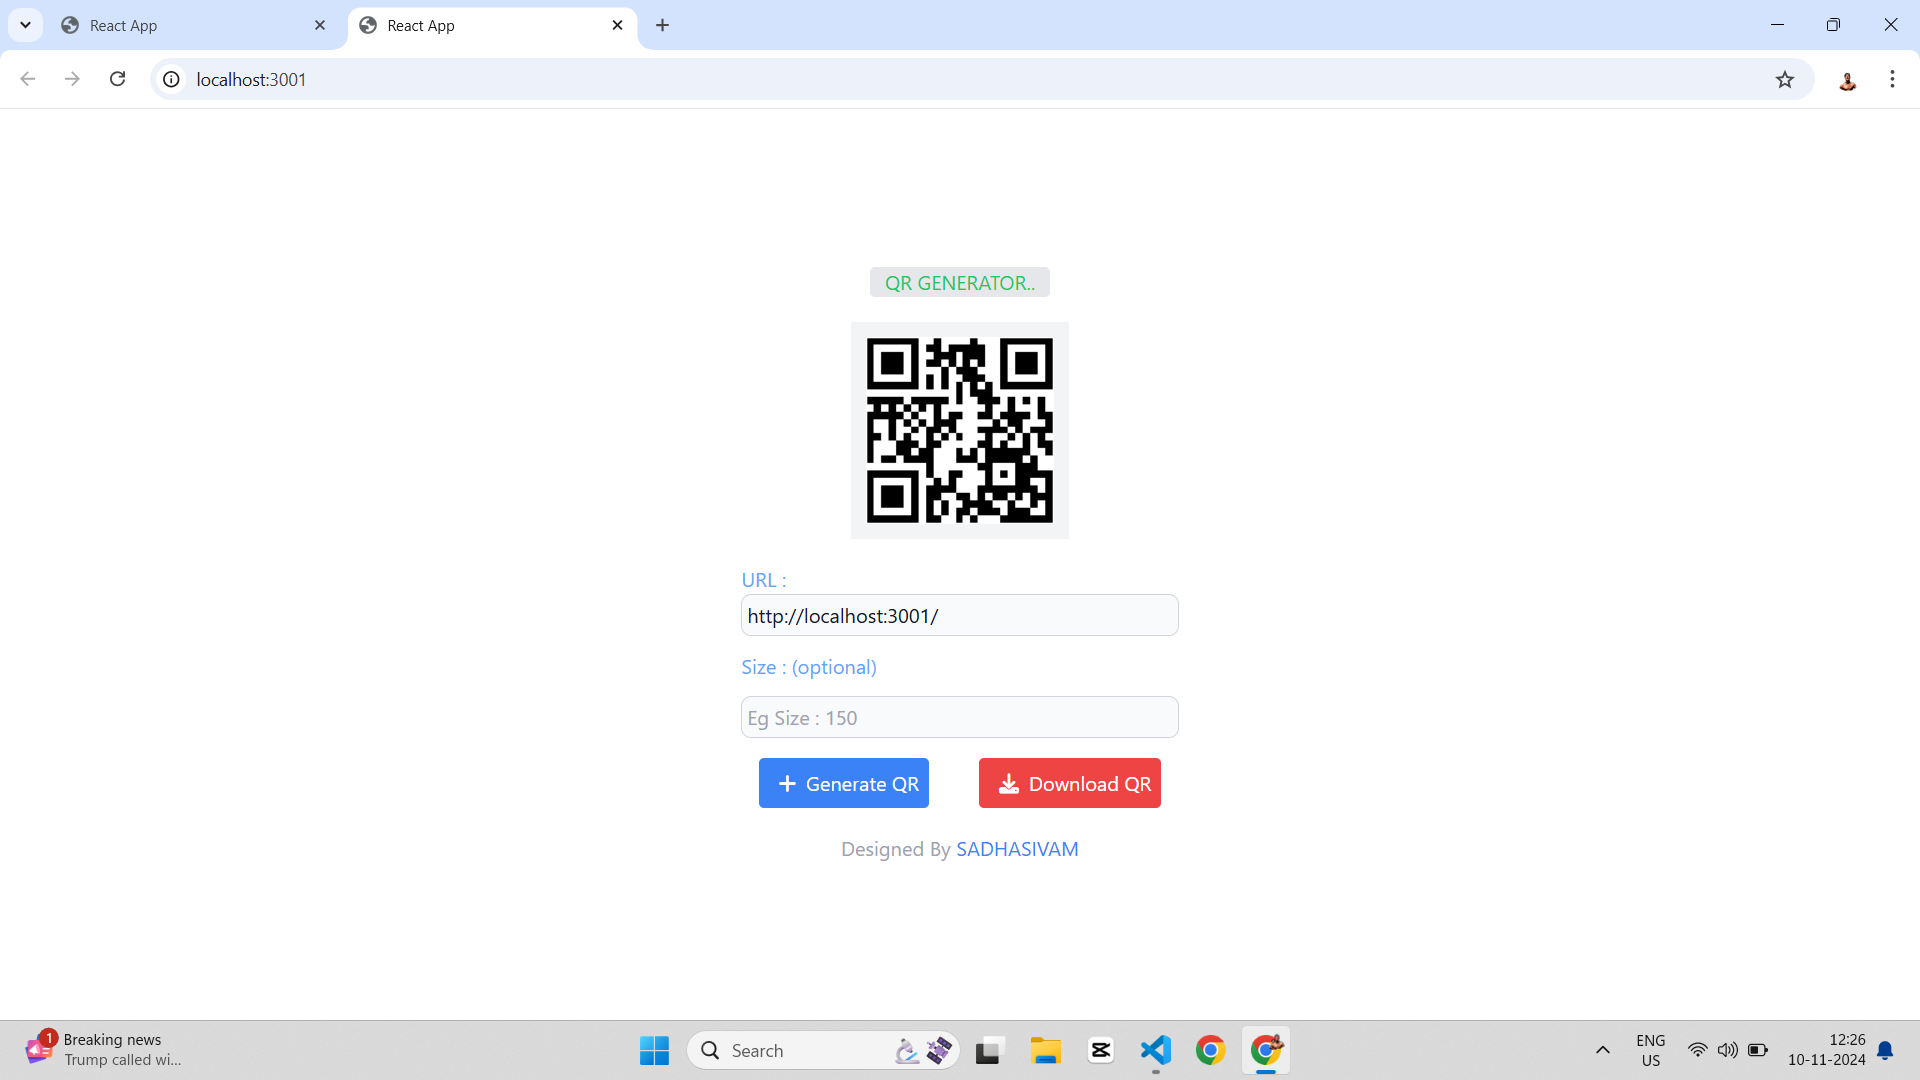 React App
React App
localhost:3001
QR GENERATOR..
URL :
http://localhost:3001/
Size : (optional)
Eg Size : 150
Generate QR
Download QR
Designed By SADHASIVAM
1
Breaking news
Trump called wi...
Search
ENG
US
12:26
10-11-2024